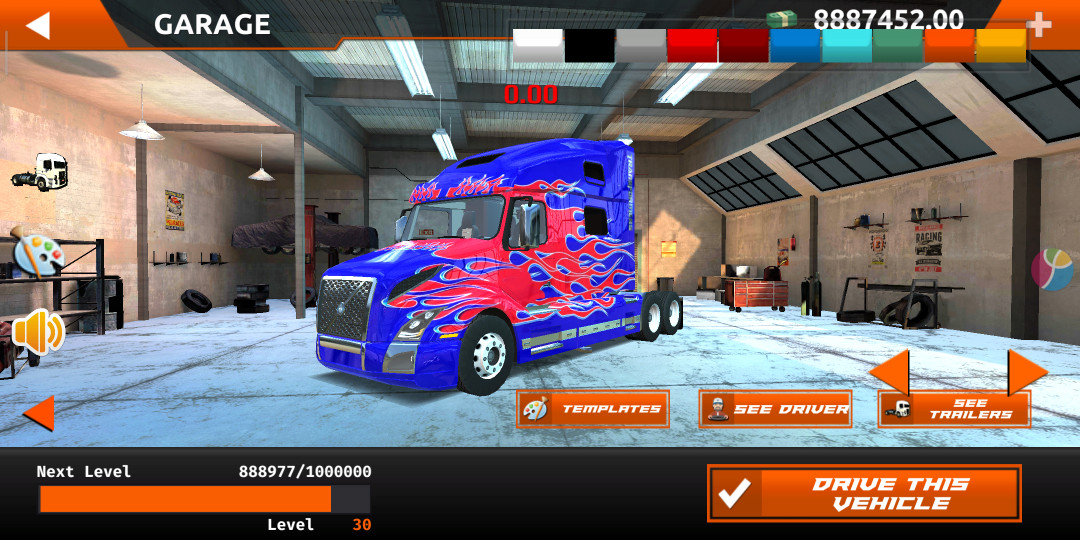 GARAGE
8887452.00
0.00
RACING
TEMPLATES
SEE DRIVER
SEE
TRAILERS
Next Level
888977/1000000
Level 30
DRIVE THIS
VEHICLE